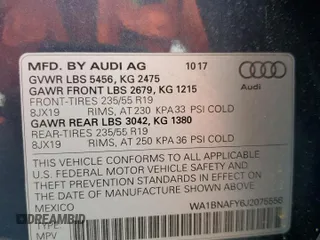 MFD. BY AUDI AG 10 17
GVWR LBS 5456, KG 2475
GAWR FRONT LBS 2679, KG 1215
FRONT-TIRES 235/55 R19
8JX19 RIMS, AT 230 KPA 33 PSI COLD
GAWR REAR LBS 3042, KG 1380
REAR-TIRES 235/55 R19
8JX19 RIMS, AT 250 KPA 36 PSI COLD
Audi
THIS VEHICLE CONFORMS TO ALL APPLICABLE
U.S. FEDERAL MOTOR VEHICLE SAFETY AND
THEFT PREVENTION STANDARDS IN EFFECT ON
THE DATE OF MANUFACTURE SHOWN ABOVE
MEXICO WA1BNAFY6J2075556